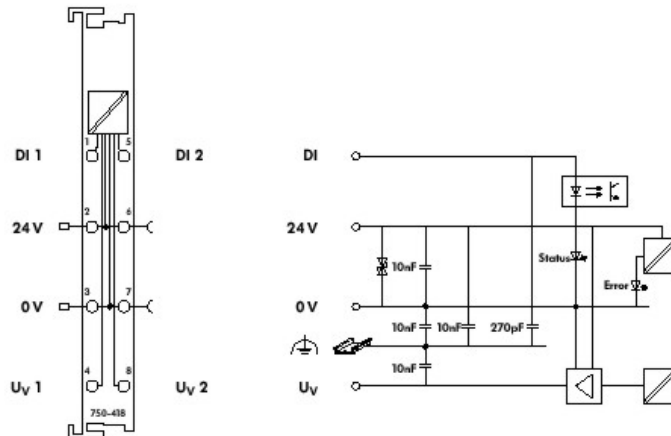 1 5
DI 1 DI 2 DI
2 6
24 V 24 V
Status
10nF
Error
3 7
0 V 0 V
10nF 10nF 270pF
10nF
4 8
UV 1 UV 2 UV
750-418